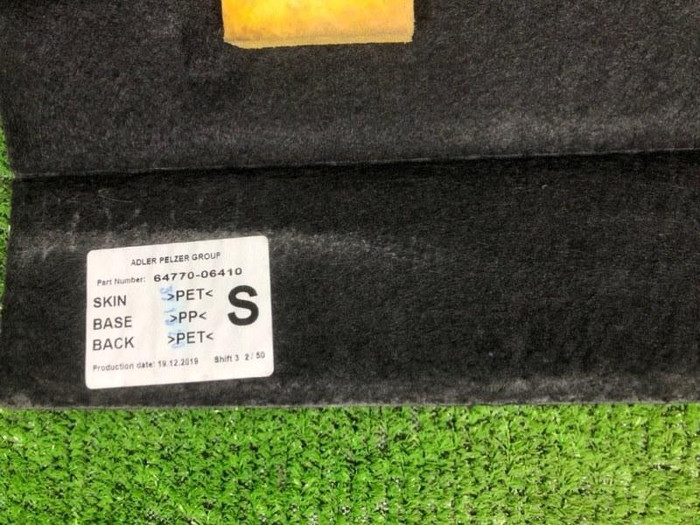 ADLER PELZER GROUP
Part Number: 64770-06410
SKIN >PET<
BASE >PP<
BACK >PET<
S
Production date: 19.12.2019 Shift 3 2/50